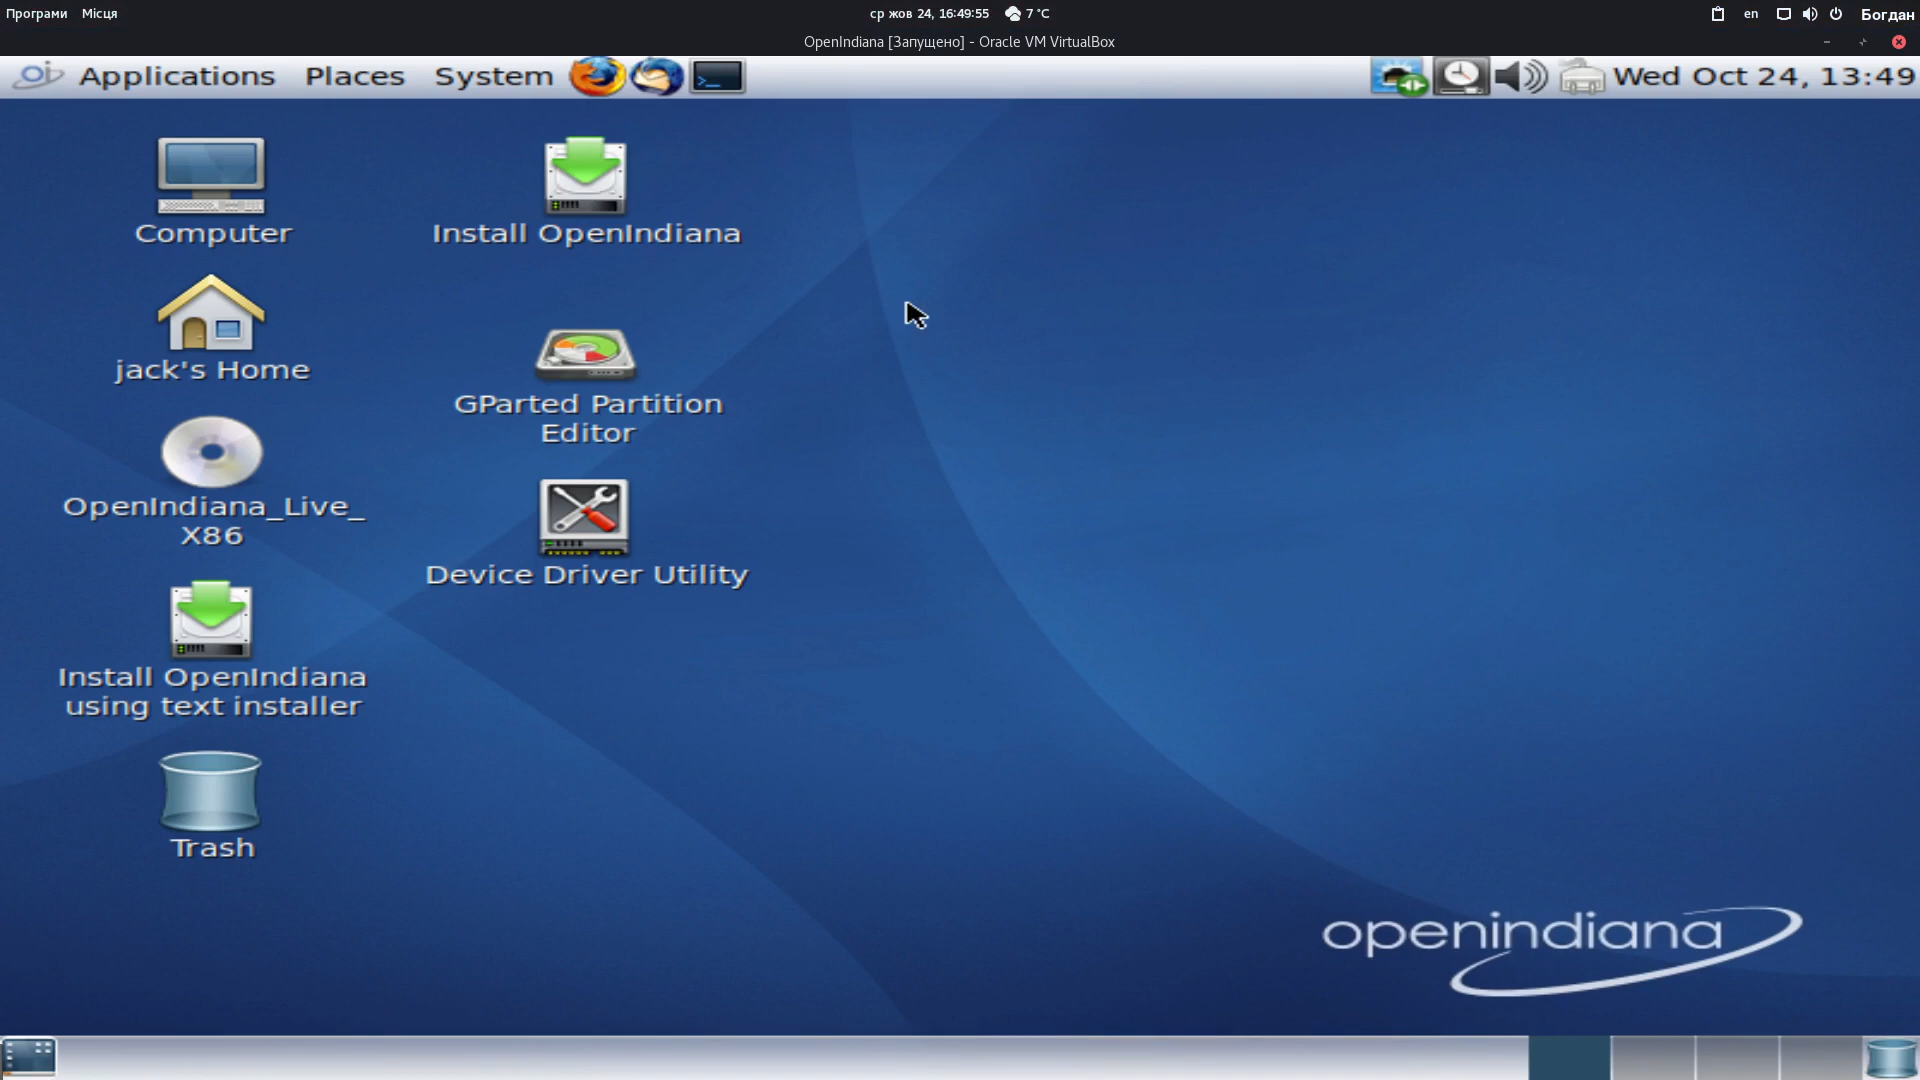 Програми Місця ср жов 24, 16:49:55 7 °C en Богдан
OpenIndiana [Запущено] - Oracle VM VirtualBox
Applications Places System Wed Oct 24, 13:49
Computer
Install OpenIndiana
jack's Home
GParted Partition
Editor
OpenIndiana_Live_
X86
Device Driver Utility
Install OpenIndiana
using text installer
Trash
openindiana